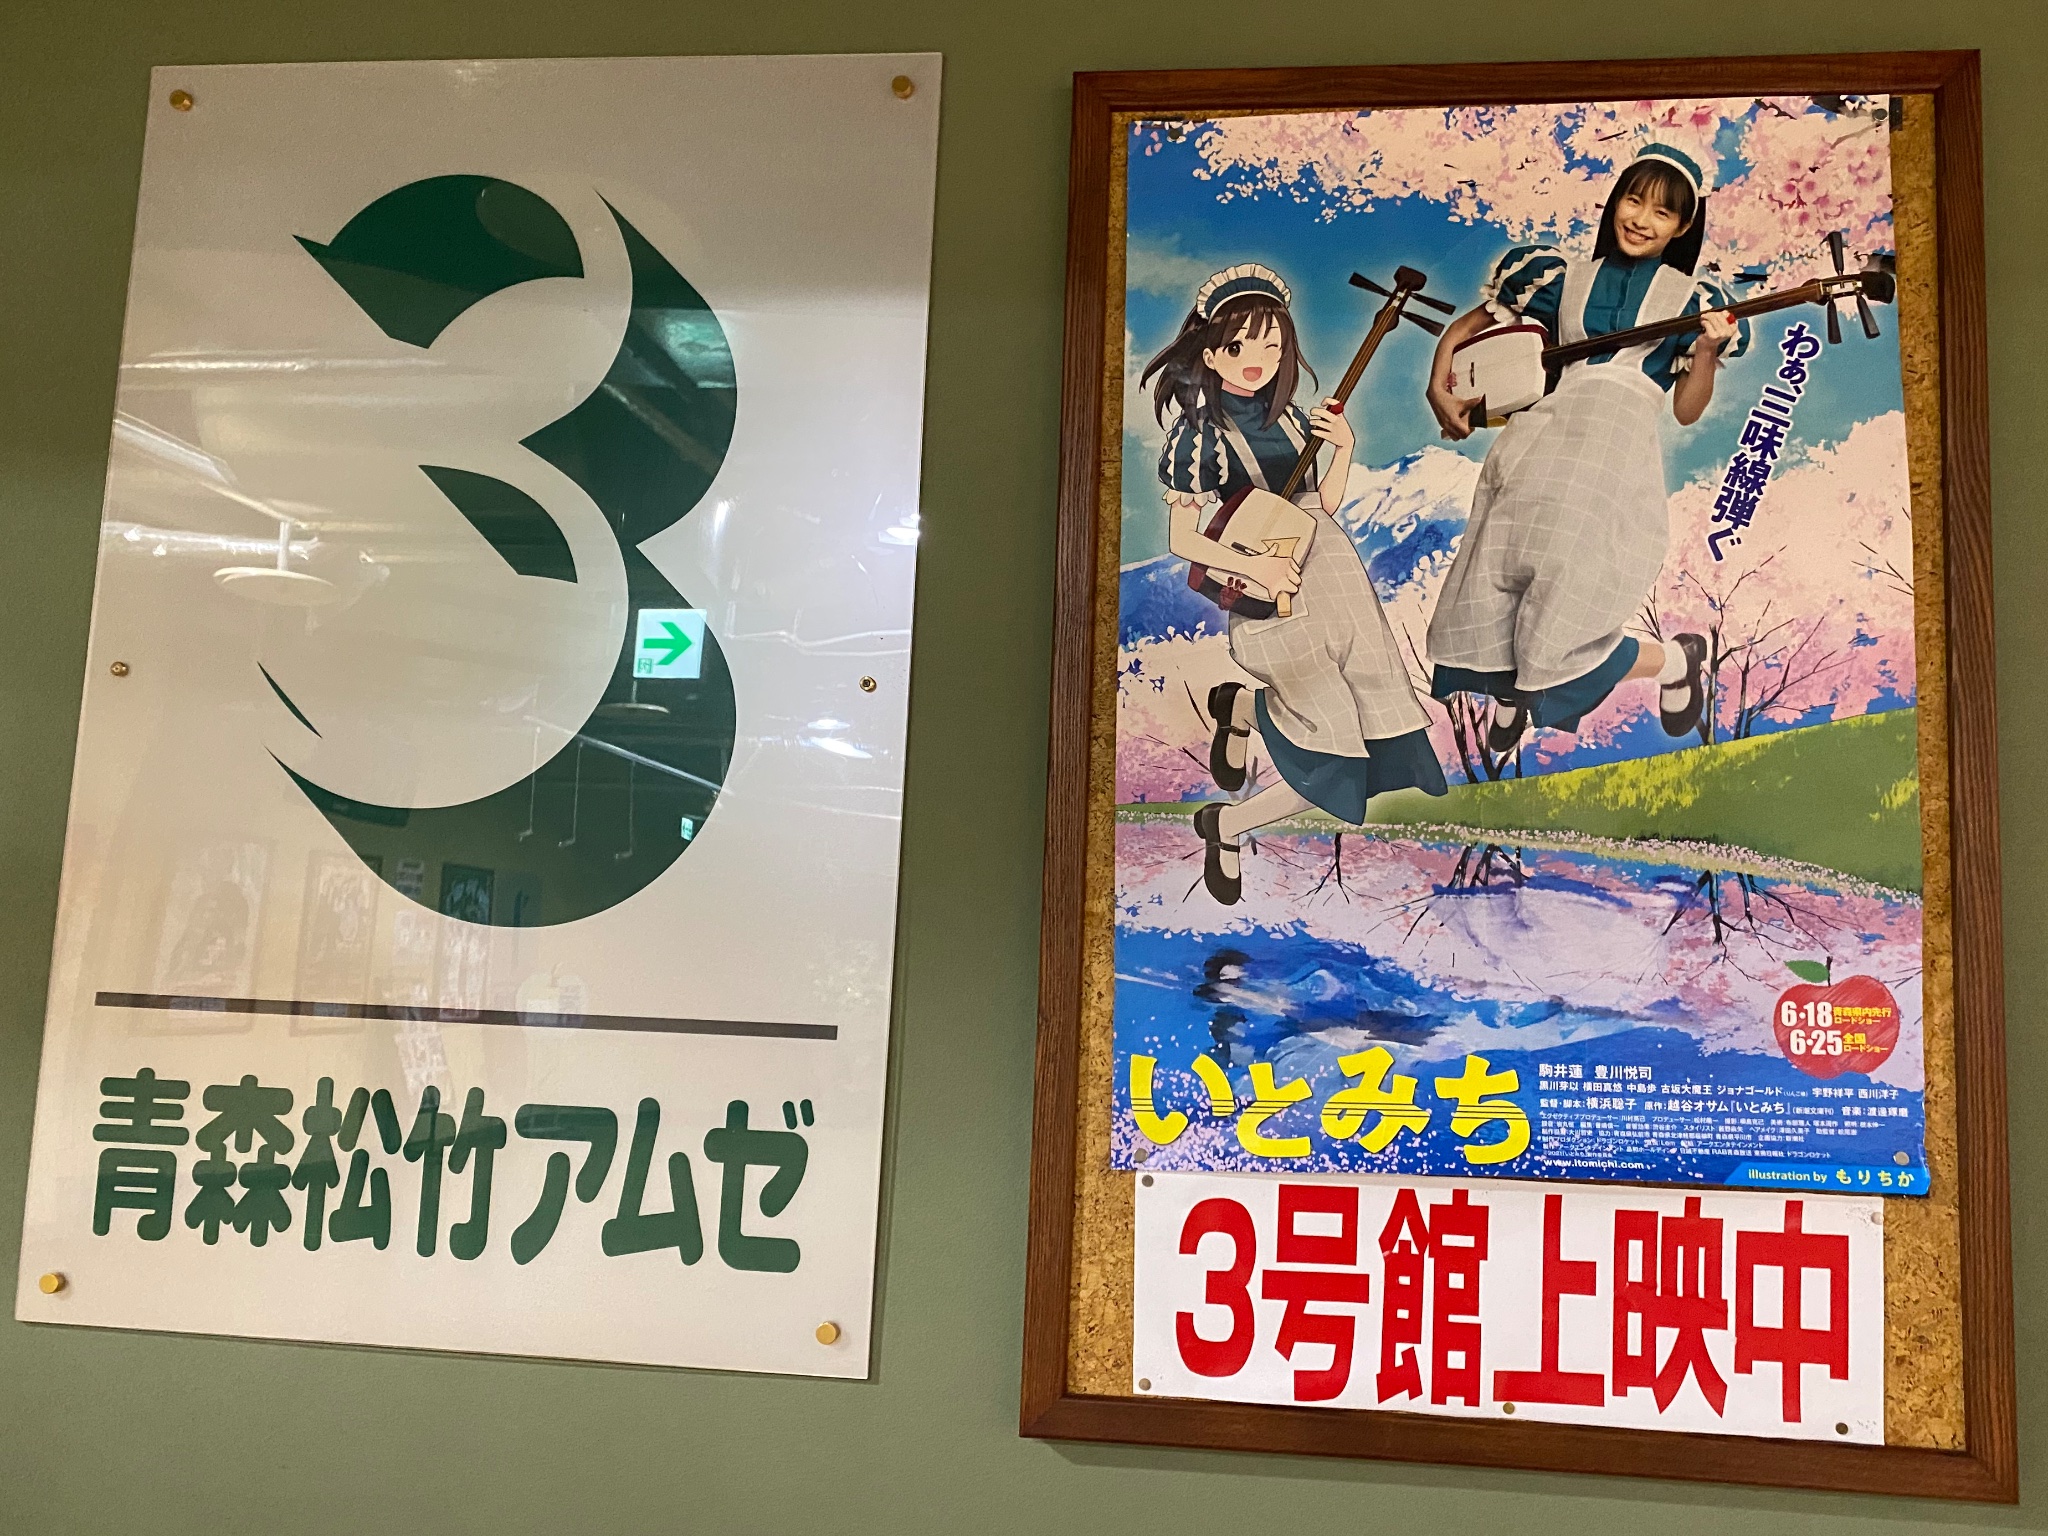 3
青森松竹アムゼ
わぁ、三味線弾ぐ
6・18 青森県内先行ロードショー
6・25 全国ロードショー
いとみち
駒井蓮 豊川悦司
黒川芽以 横田真悠 中島歩 古坂大魔王 ジョナゴールド(りんご娘) 宇野祥平 西川洋子
監督・脚本:横浜聡子 原作:越谷オサム『いとみち』(新潮文庫刊) 音楽:渡邊琢磨
www.itomichi.com
illustration by もりちか
3号館上映中